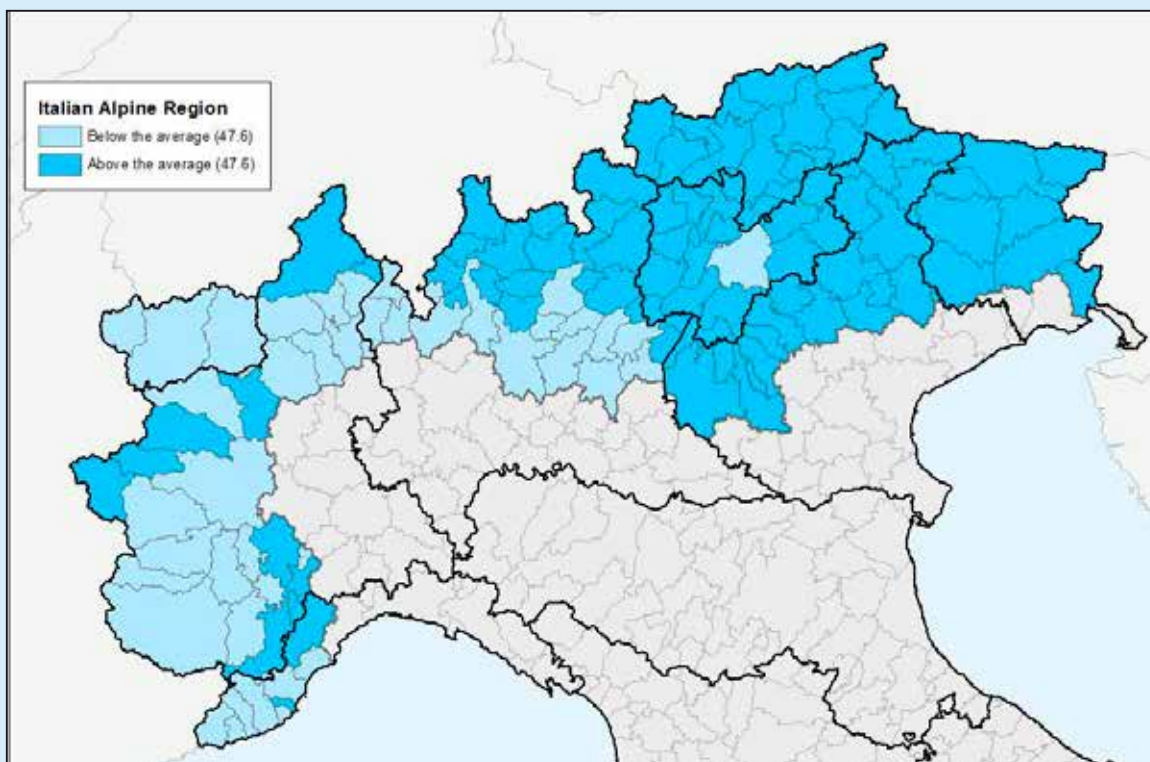 Italian Alpine Region
Below the average (47.6)
Above the average (47.6)